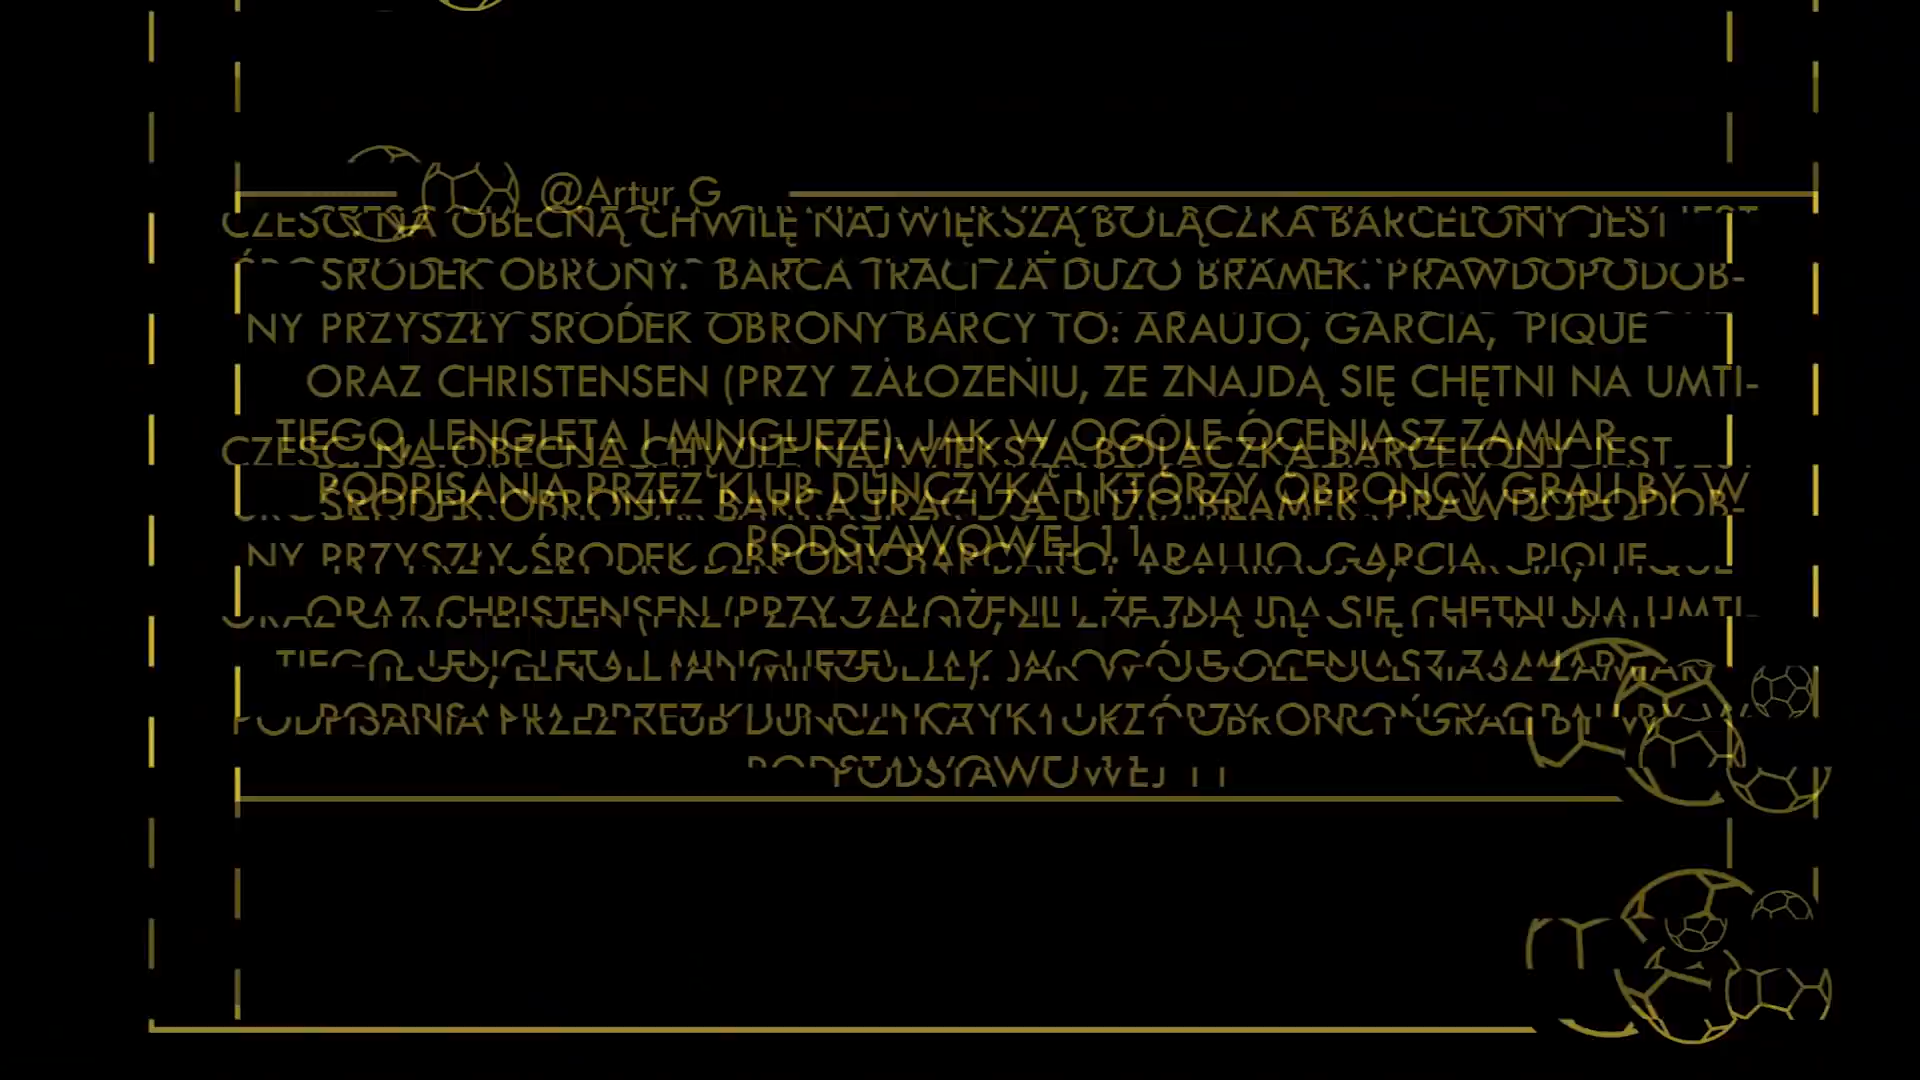 @Artur G
CZEŚĆ, NA OBECNĄ CHWILĘ NAJWIĘKSZĄ BOLĄCZKĄ BARCELONY JEST
ŚRODEK OBRONY. BARCA TRACI ZA DUŻO BRAMEK. PRAWDOPODOB-
NY PRZYSZŁY ŚRODEK OBRONY BARCY TO: ARAUJO, GARCIA, PIQUE
ORAZ CHRISTENSEN (PRZY ZAŁOŻENIU, ŻE ZNAJDĄ SIĘ CHĘTNI NA UMTI-
TIEGO, LENGLETA I MINGUEZE). JAK W OGÓLE OCENIASZ ZAMIAR
PODPISANIA PRZEZ KLUB DUŃCZYKA I KTÓRZY OBROŃCY GRALI BY W
PODSTAWOWEJ 11